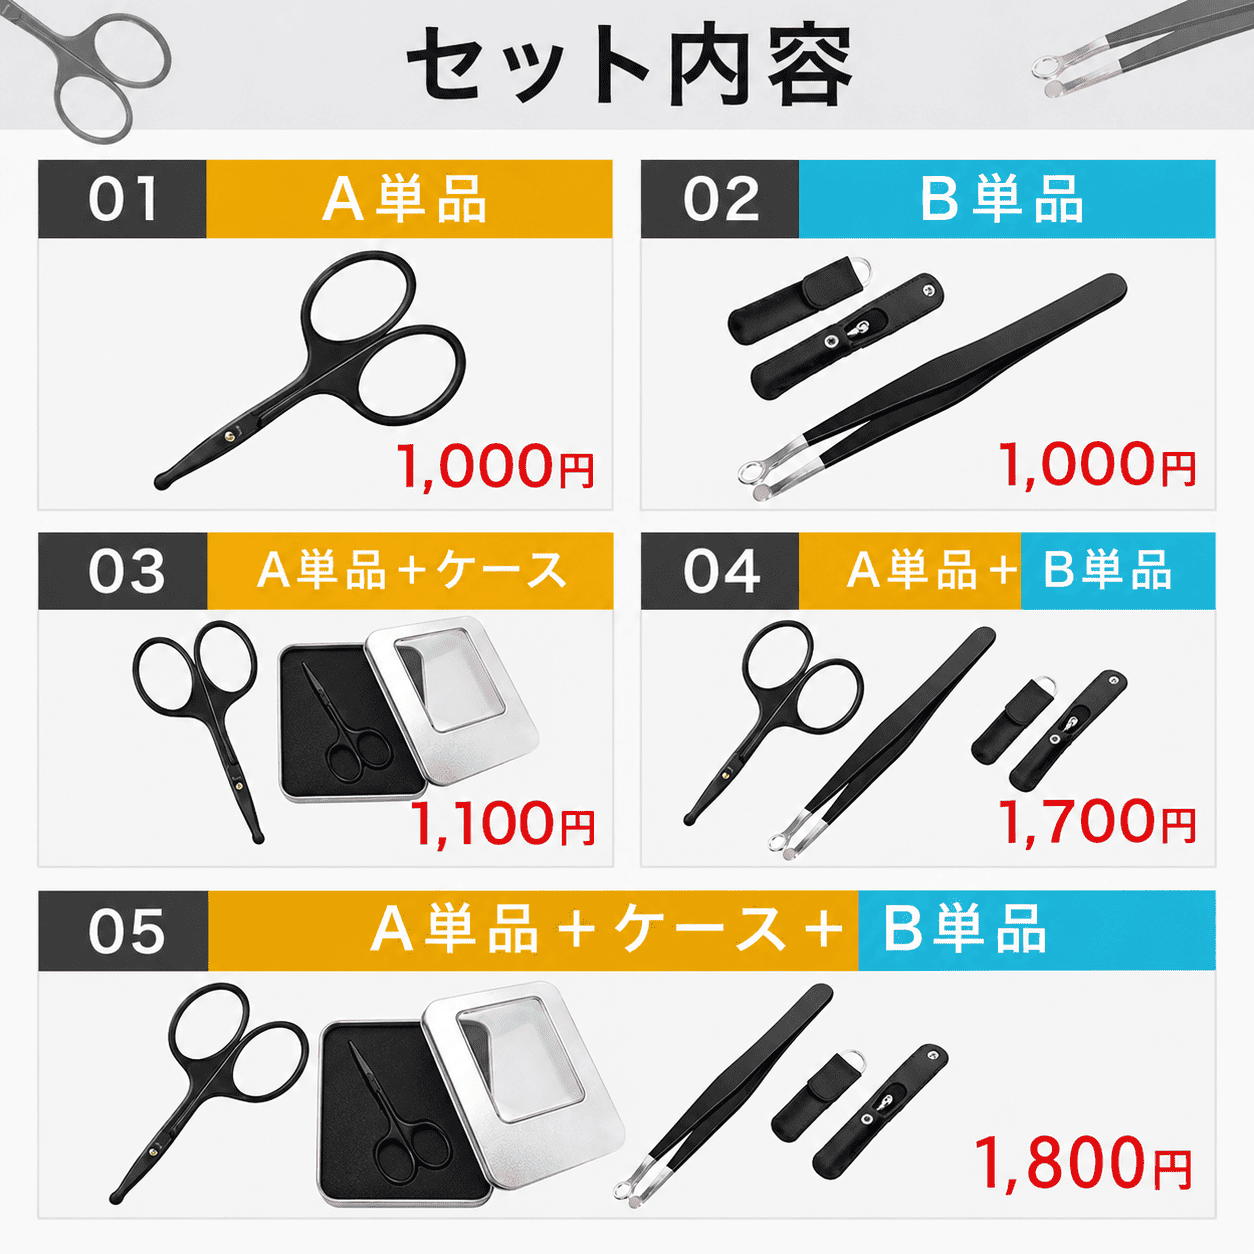 セット内容
01 A単品
1,000円
02 B単品
1,000円
03 A単品+ケース
1,100円
04 A単品+ B単品
1,700円
05 A単品+ケース+ B単品
1,800円